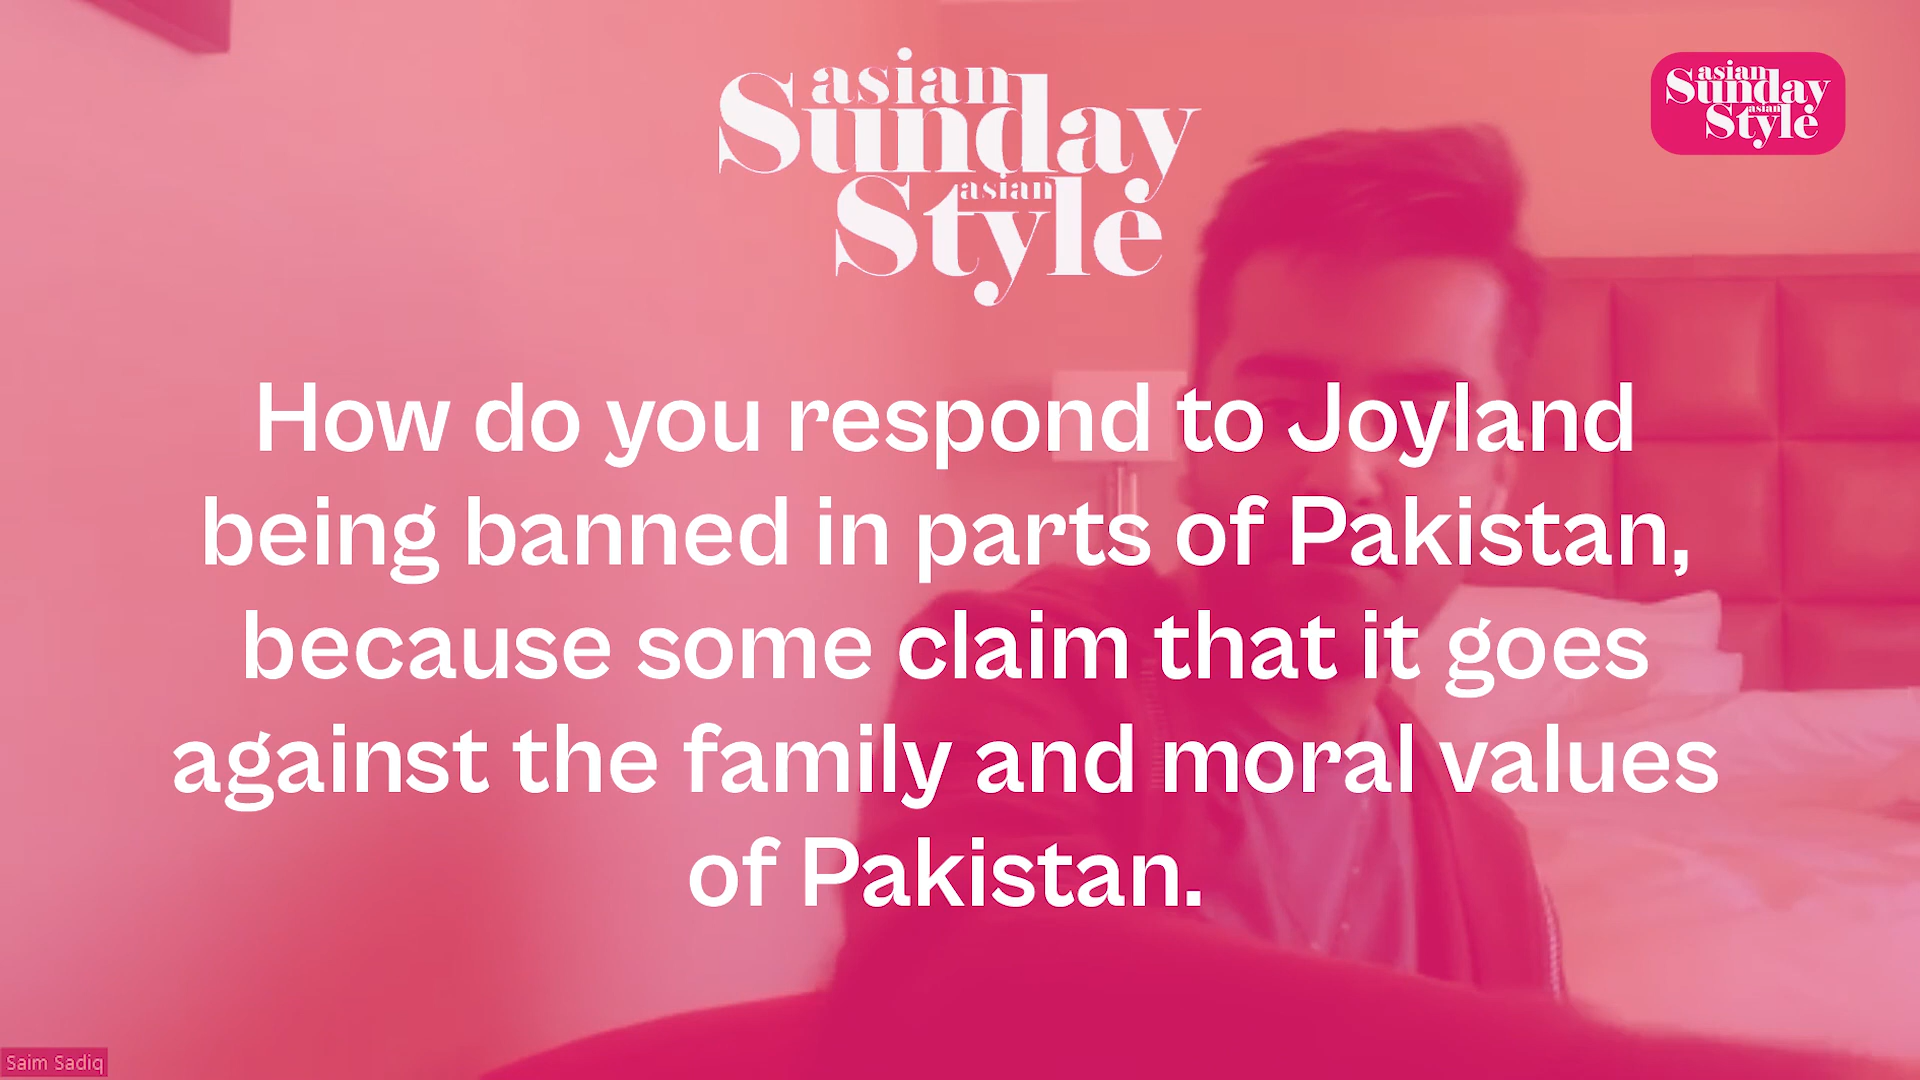 asian
Sunday
asian
Style
asian
Sunday
asian
Style
How do you respond to Joyland
being banned in parts of Pakistan,
because some claim that it goes
against the family and moral values
of Pakistan.
Saim Sadiq